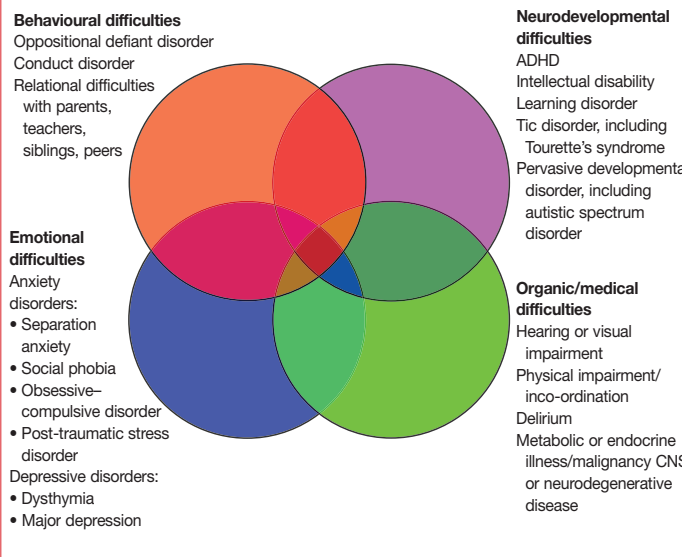 Behavioural difficulties
Oppositional defiant disorder
Conduct disorder
Relational difficulties
with parents,
teachers,
siblings, peers
Neurodevelopmental
difficulties
ADHD
Intellectual disability
Learning disorder
Tic disorder, including
Tourette's syndrome
Pervasive developmenta
disorder, including
autistic spectrum
disorder
Emotional
difficulties
Anxiety
disorders:
• Separation
anxiety
• Social phobia
• Obsessive–
compulsive disorder
• Post-traumatic stress
disorder
Depressive disorders:
• Dysthymia
• Major depression
Organic/medical
difficulties
Hearing or visual
impairment
Physical impairment/
inco-ordination
Delirium
Metabolic or endocrine
illness/malignancy CNS
or neurodegenerative
disease